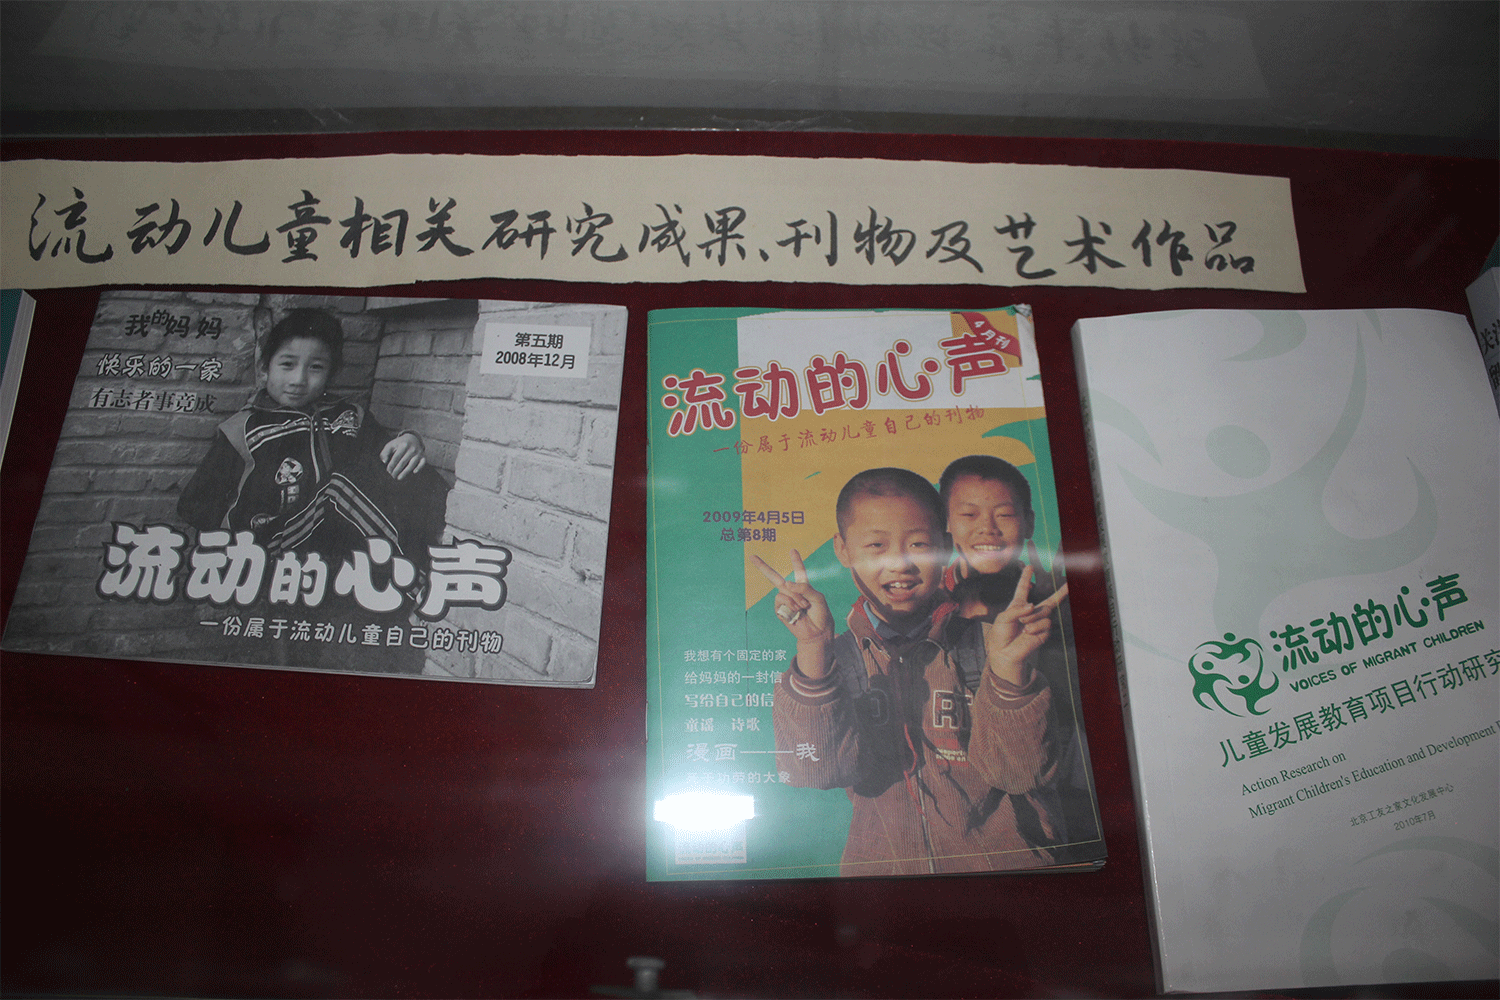 流动儿童相关研究成果、刊物及艺术作品
我的妈妈
快乐的一家
有志者事竟成
第五期
2008年12月
流动的心声
一份属于流动儿童自己的刊物
月刊
流动的心声
一份属于流动儿童自己的刊物
2009年4月5日
总第8期
我想有个固定的家
给妈妈的一封信
写给自己的信
童谣 诗歌
漫画——我
的大象
流动的心声
VOICES OF MIGRANT CHILDREN
儿童发展教育项目行动研究
Action Research on
Migrant Children's Education and Development
北京工友之家文化发展中心
2010年7月